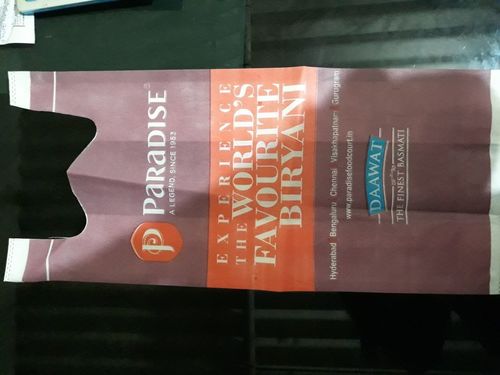 PARADISE
A LEGEND, SINCE 1953
EXPERIENCE
THE WORLD'S
FAVOURITE
BIRYANI
Hyderabad Bengaluru Chennai Visakhapatnam Gurugram
www.paradisefoodcourt.in
DAAWAT
THE FINEST BASMATI